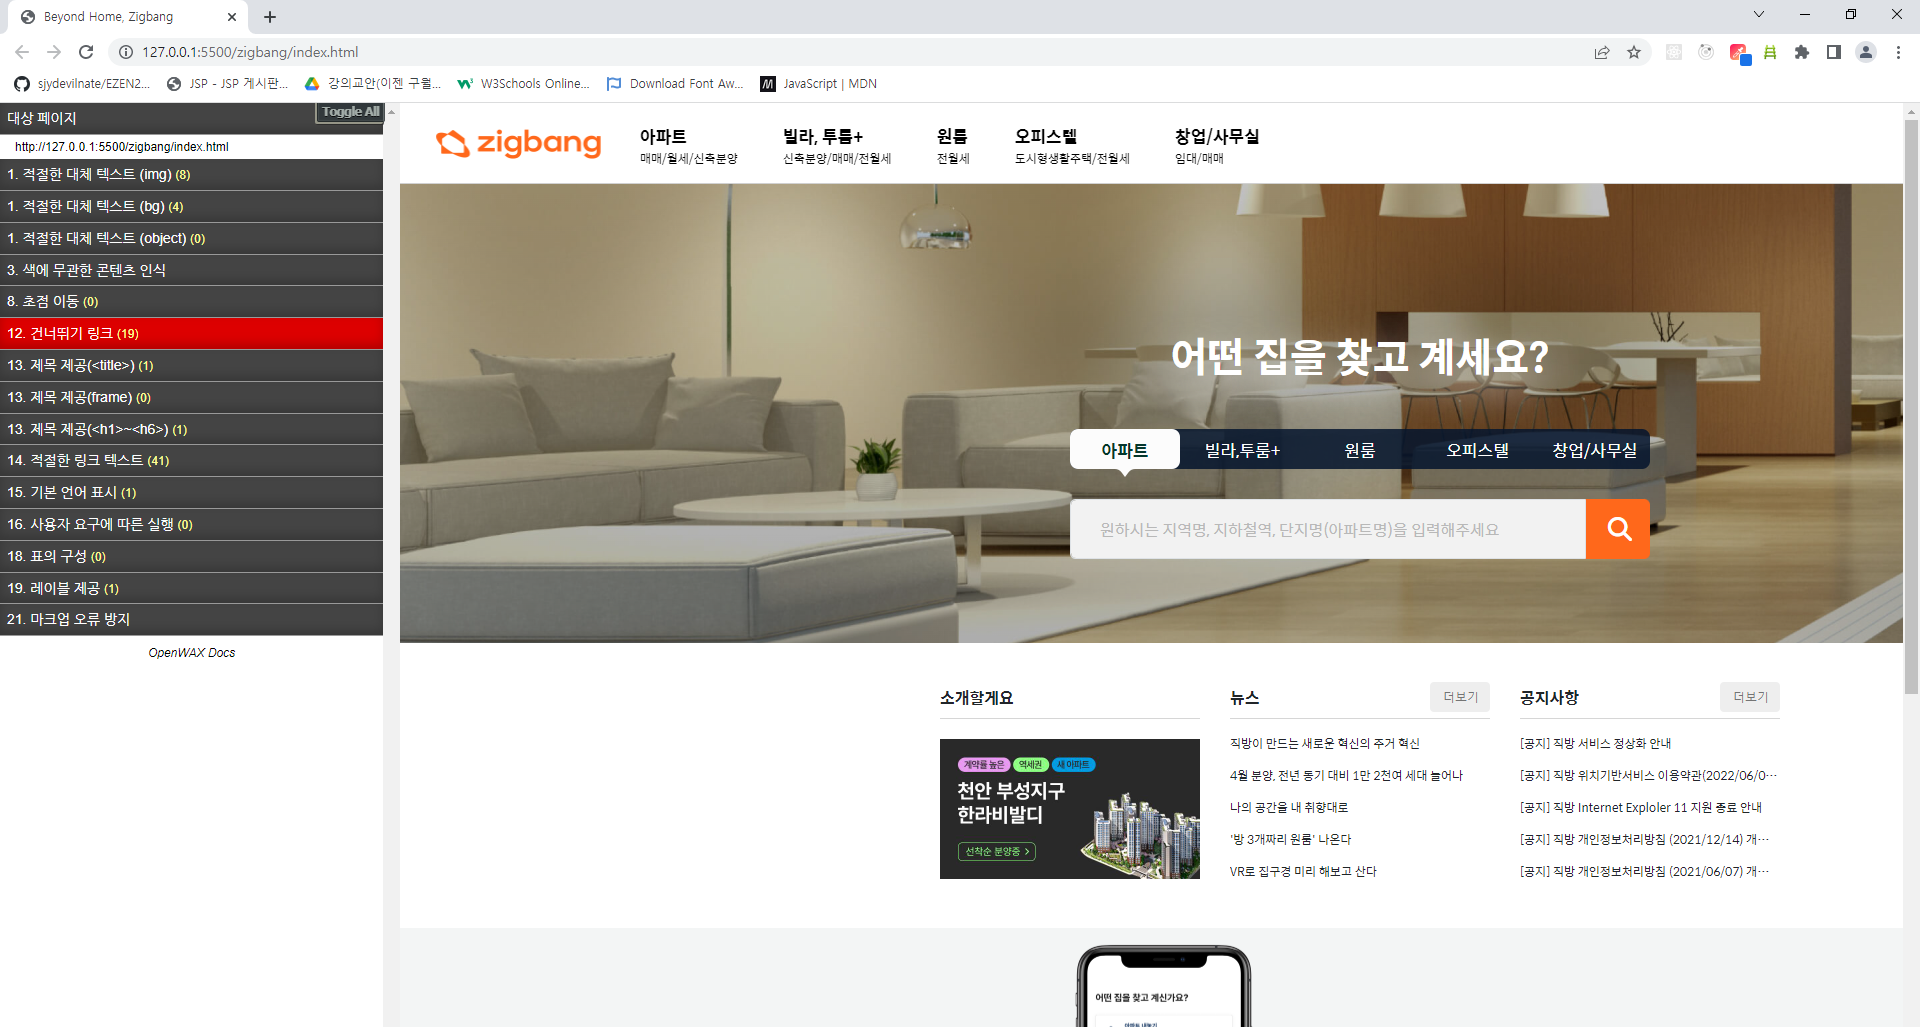 Beyond Home, Zigbang
127.0.0.1:5500/zigbang/index.html
sjydevilnate/EZEN2...
JSP - JSP 게시판...
강의교안(이젠 구월...
W3Schools Online...
Download Font Aw...
JavaScript | MDN
대상 페이지
Toggle All
http://127.0.0.1:5500/zigbang/index.html
1. 적절한 대체 텍스트 (img) (8)
1. 적절한 대체 텍스트 (bg) (4)
1. 적절한 대체 텍스트 (object) (0)
3. 색에 무관한 콘텐츠 인식
8. 초점 이동 (0)
12. 건너뛰기 링크 (19)
13. 제목 제공(<title>) (1)
13. 제목 제공(frame) (0)
13. 제목 제공(<h1>~<h6>) (1)
14. 적절한 링크 텍스트 (41)
15. 기본 언어 표시 (1)
16. 사용자 요구에 따른 실행 (0)
18. 표의 구성 (0)
19. 레이블 제공 (1)
21. 마크업 오류 방지
OpenWAX Docs
zigbang
아파트
매매/월세/신축분양
빌라, 투룸+
신축분양/매매/전월세
원룸
전월세
오피스텔
도시형생활주택/전월세
창업/사무실
임대/매매
어떤 집을 찾고 계세요?
아파트
빌라,투룸+
원룸
오피스텔
창업/사무실
원하시는 지역명, 지하철역, 단지명(아파트명)을 입력해주세요
소개할게요
계약률 높은
역세권
새 아파트
천안 부성지구
한라비발디
선착순 분양중 >
뉴스
더보기
직방이 만드는 새로운 혁신의 주거 혁신
4월 분양, 전년 동기 대비 1만 2천여 세대 늘어나
나의 공간을 내 취향대로
'방 3개짜리 원룸' 나온다
VR로 집구경 미리 해보고 산다
공지사항
더보기
[공지] 직방 서비스 정상화 안내
[공지] 직방 위치기반서비스 이용약관(2022/06/0…
[공지] 직방 Internet Exploler 11 지원 종료 안내
[공지] 직방 개인정보처리방침 (2021/12/14) 개…
[공지] 직방 개인정보처리방침 (2021/06/07) 개…
어떤 집을 찾고 계신가요?